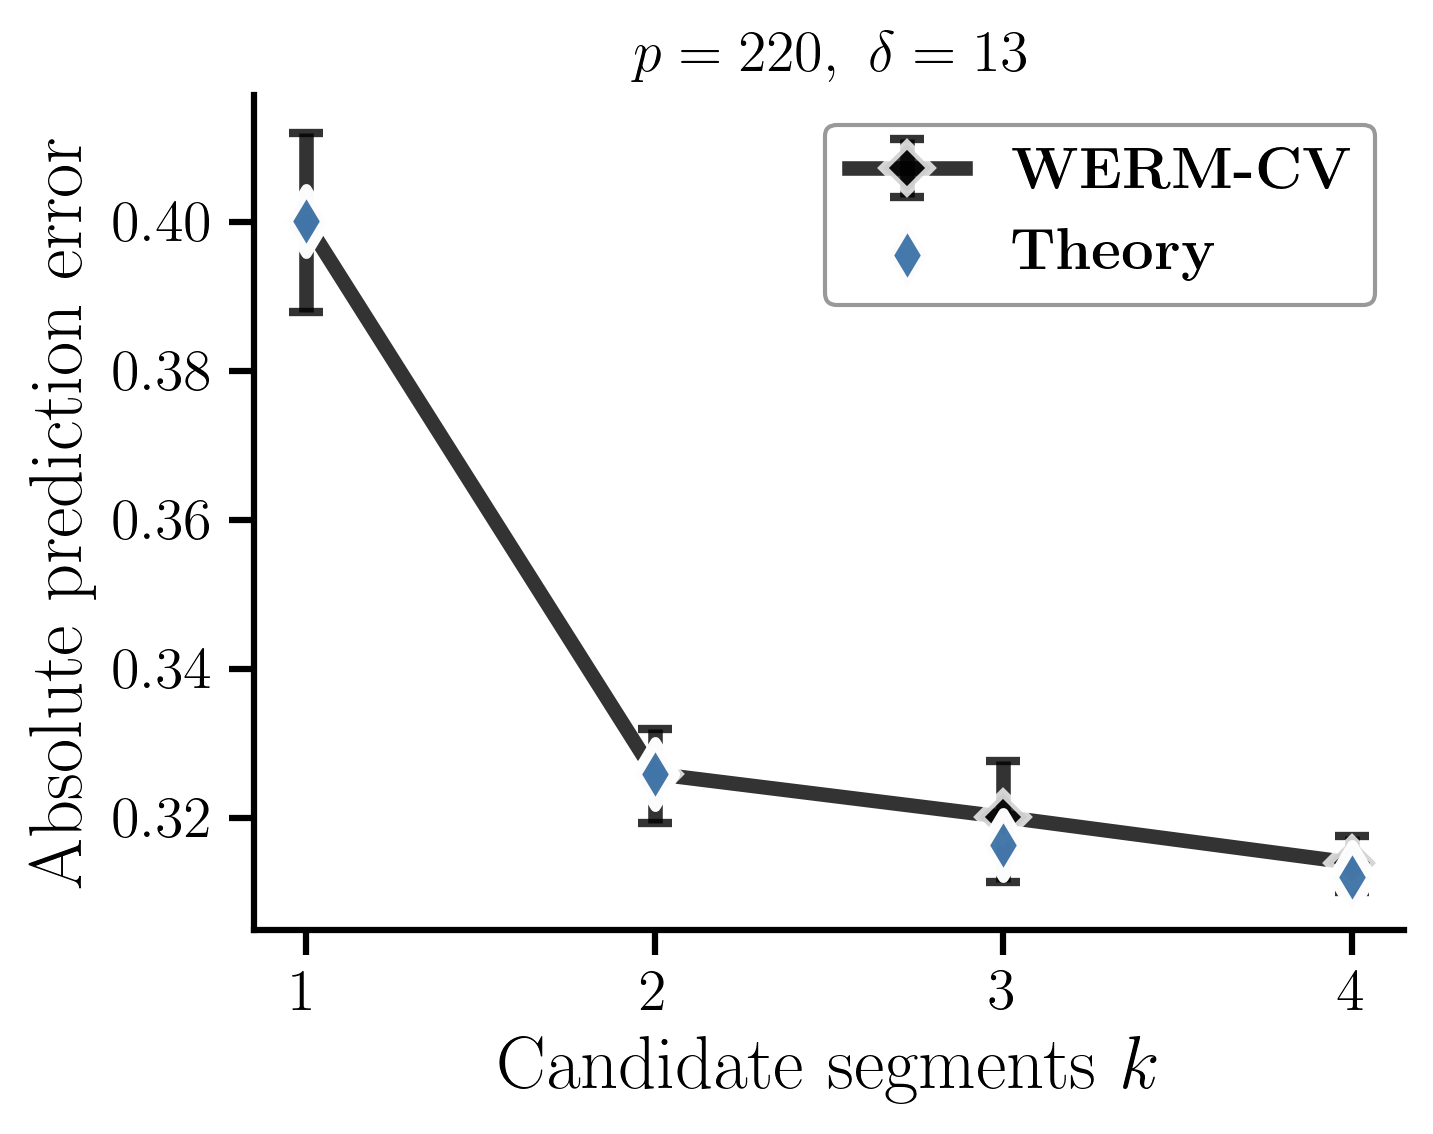 p = 220, δ = 13
WERM-CV
Theory
Absolute prediction error
0.40
0.38
0.36
0.34
0.32
1 2 3 4
Candidate segments k